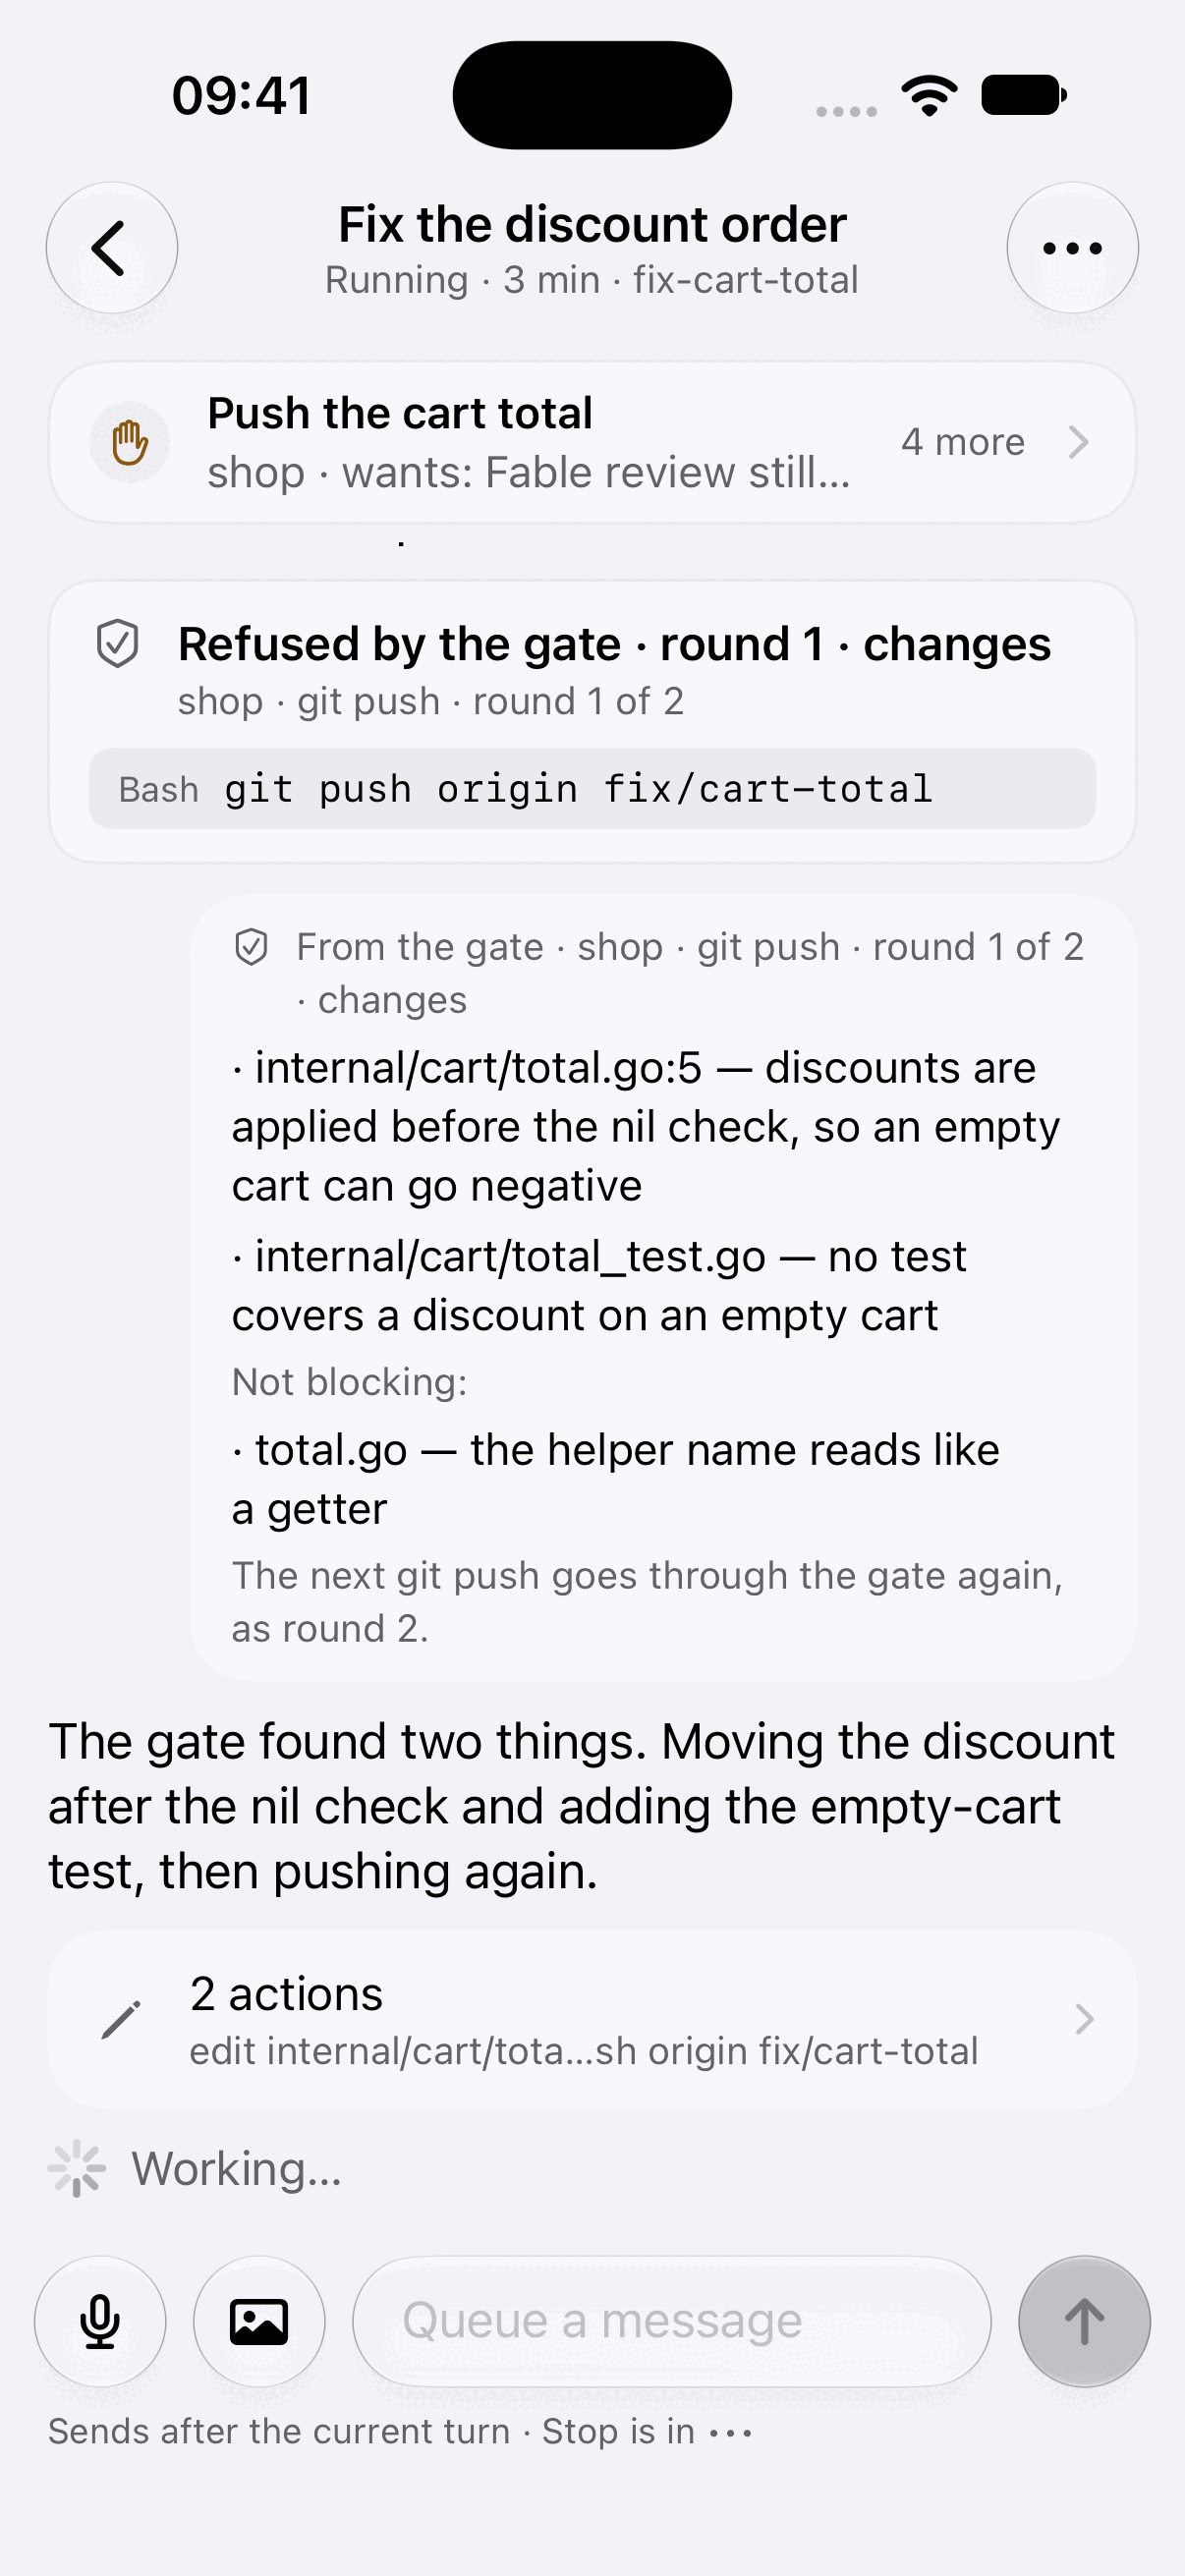 09:41
Fix the discount order
Running · 3 min · fix-cart-total
Push the cart total
shop · wants: Fable review still...
4 more
Refused by the gate · round 1 · changes
shop · git push · round 1 of 2
Bash git push origin fix/cart-total
From the gate · shop · git push · round 1 of 2
· changes
· internal/cart/total.go:5 — discounts are
applied before the nil check, so an empty
cart can go negative
· internal/cart/total_test.go — no test
covers a discount on an empty cart
Not blocking:
· total.go — the helper name reads like
a getter
The next git push goes through the gate again,
as round 2.
The gate found two things. Moving the discount
after the nil check and adding the empty-cart
test, then pushing again.
2 actions
edit internal/cart/tota...sh origin fix/cart-total
Working...
Queue a message
Sends after the current turn · Stop is in •••